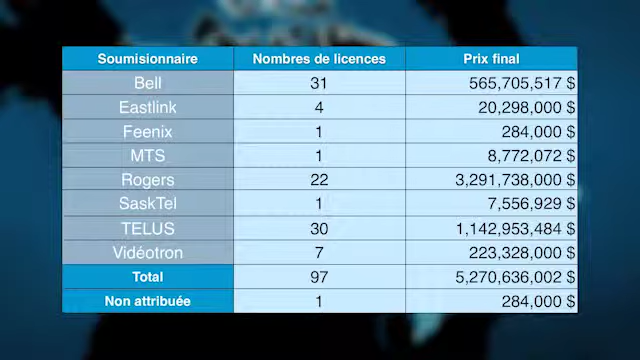 Soumisionnaire Nombres de licences Prix final
Bell 31 565,705,517 $
Eastlink 4 20,298,000 $
Feenix 1 284,000 $
MTS 1 8,772,072 $
Rogers 22 3,291,738,000 $
SaskTel 1 7,556,929 $
TELUS 30 1,142,953,484 $
Vidéotron 7 223,328,000 $
Total 97 5,270,636,002 $
Non attribuée 1 284,000 $